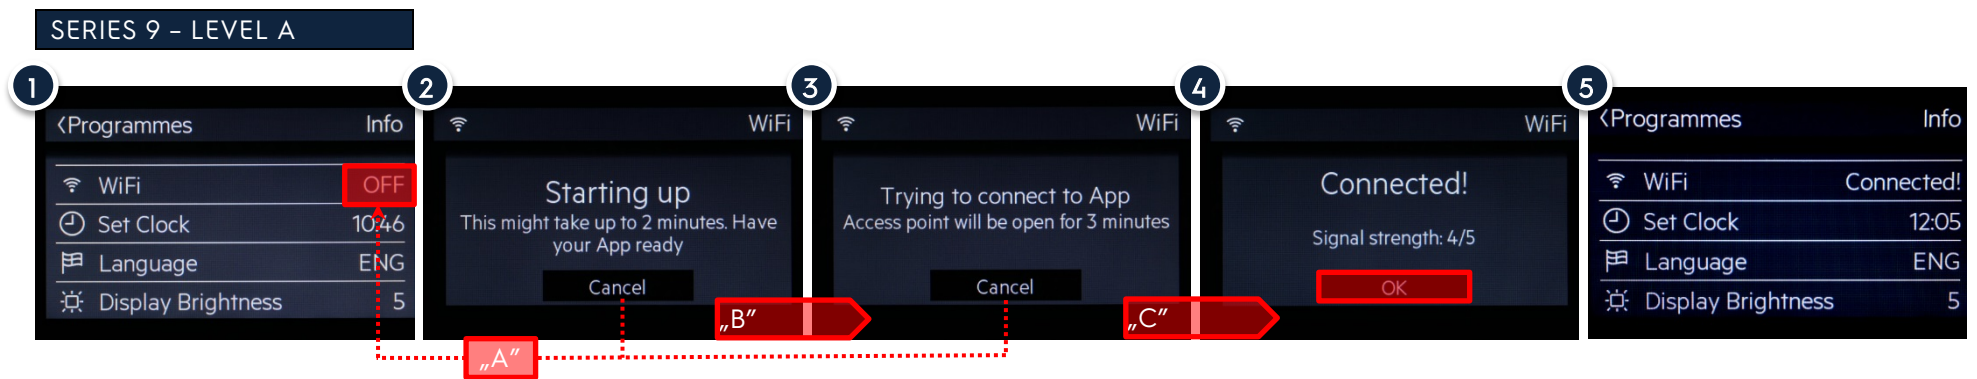 SERIES 9 – LEVEL A
1
<Programmes Info
WiFi OFF
Set Clock 10:46
Language ENG
Display Brightness 5
2
WiFi
Starting up
This might take up to 2 minutes. Have
your App ready
Cancel
„A”
„B”
3
WiFi
Trying to connect to App
Access point will be open for 3 minutes
Cancel
„C”
4
WiFi
Connected!
Signal strength: 4/5
OK
5
<Programmes Info
WiFi Connected!
Set Clock 12:05
Language ENG
Display Brightness 5